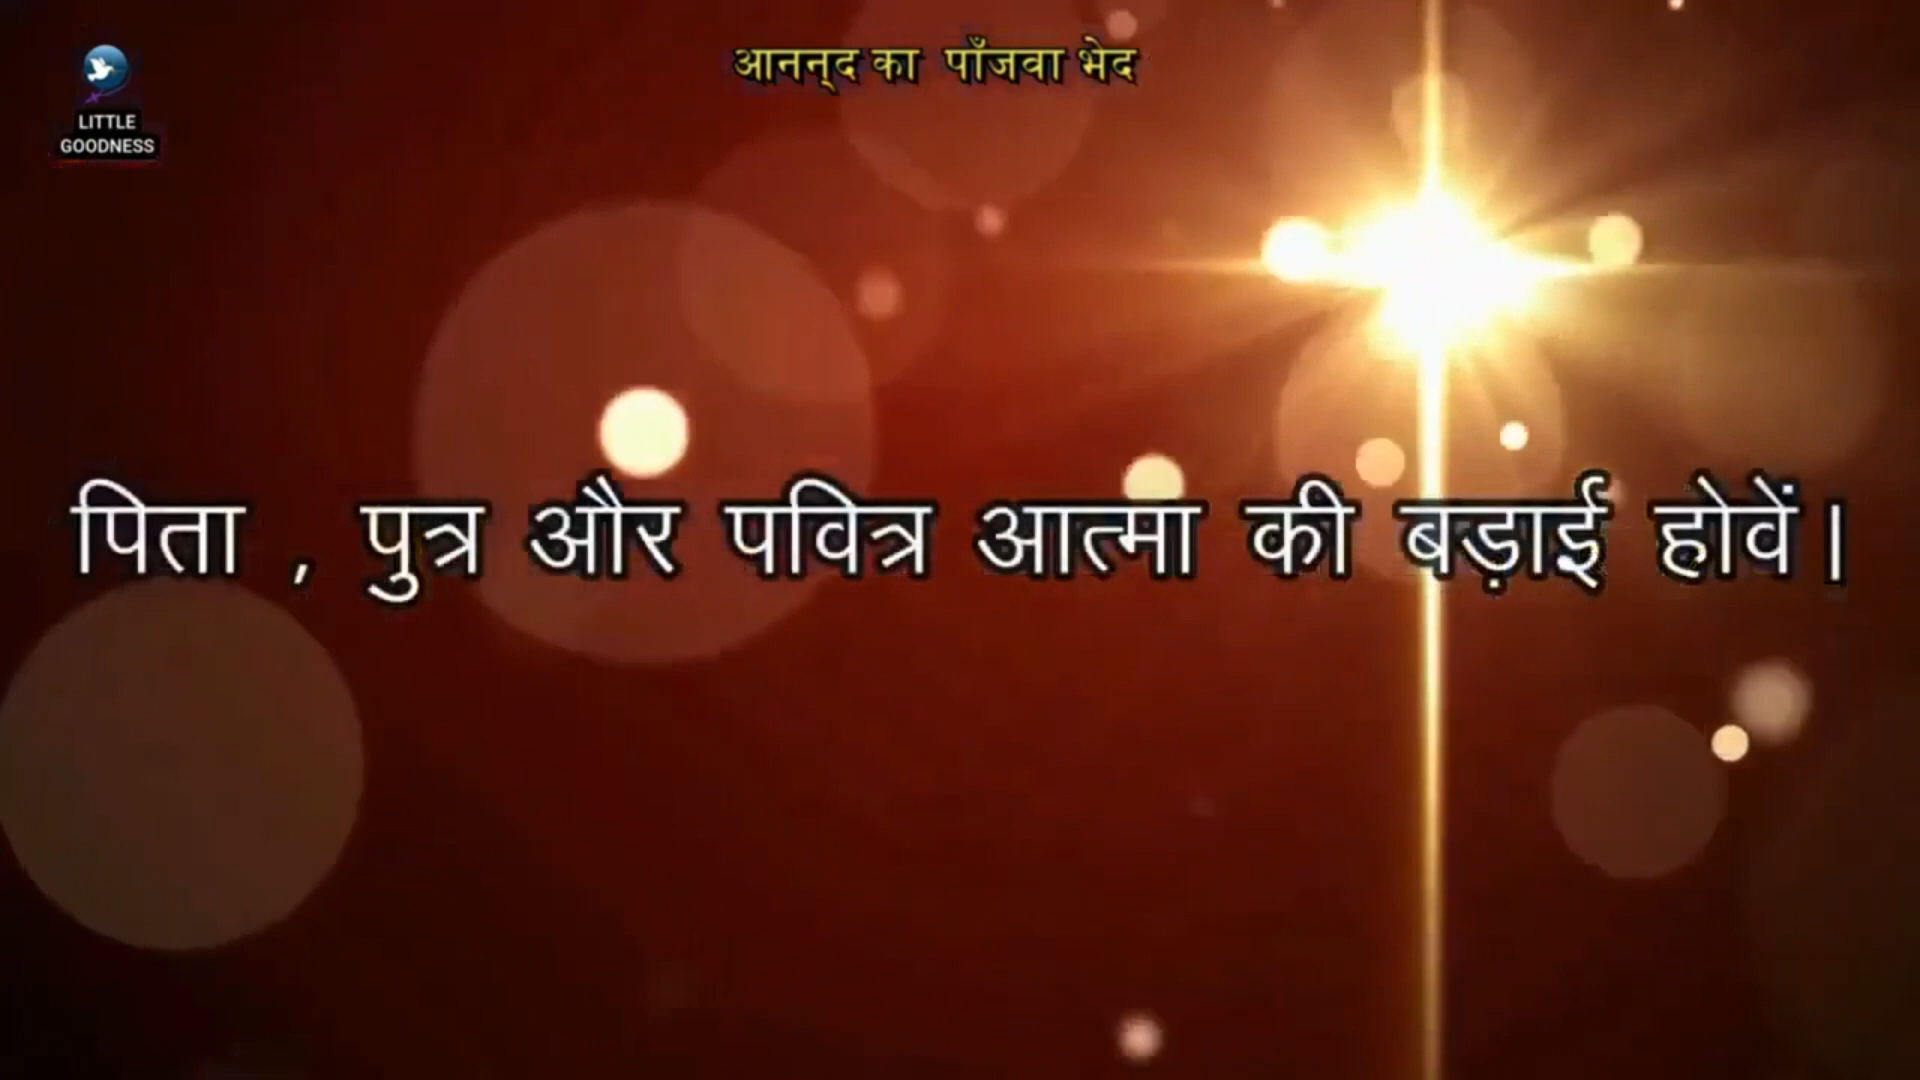 आनन्द का पाँजवा भेद
LITTLE
GOODNESS
पिता , पुत्र और पवित्र आत्मा की बड़ाई होवें।